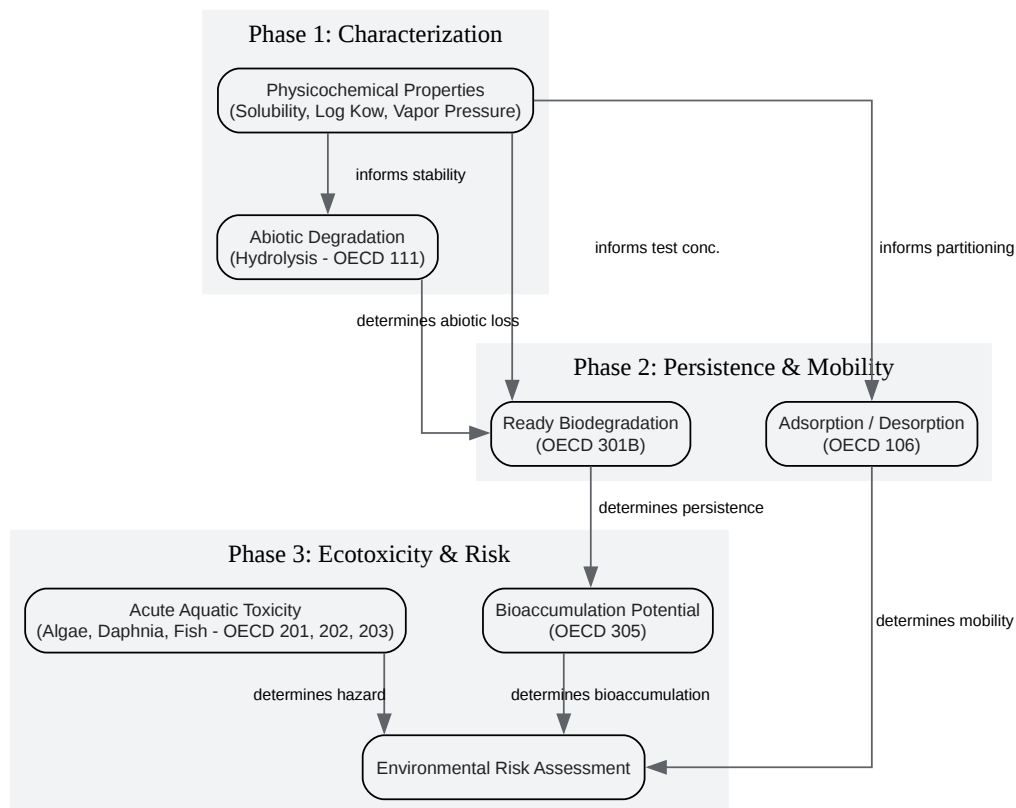 Phase 1: Characterization
Physicochemical Properties
(Solubility, Log Kow, Vapor Pressure)
informs stability
Abiotic Degradation
(Hydrolysis - OECD 111)
informs test conc.
informs partitioning
determines abiotic loss
Phase 2: Persistence & Mobility
Ready Biodegradation
(OECD 301B)
Adsorption / Desorption
(OECD 106)
determines persistence
Phase 3: Ecotoxicity & Risk
Acute Aquatic Toxicity
(Algae, Daphnia, Fish - OECD 201, 202, 203)
Bioaccumulation Potential
(OECD 305)
determines mobility
determines hazard
determines bioaccumulation
Environmental Risk Assessment